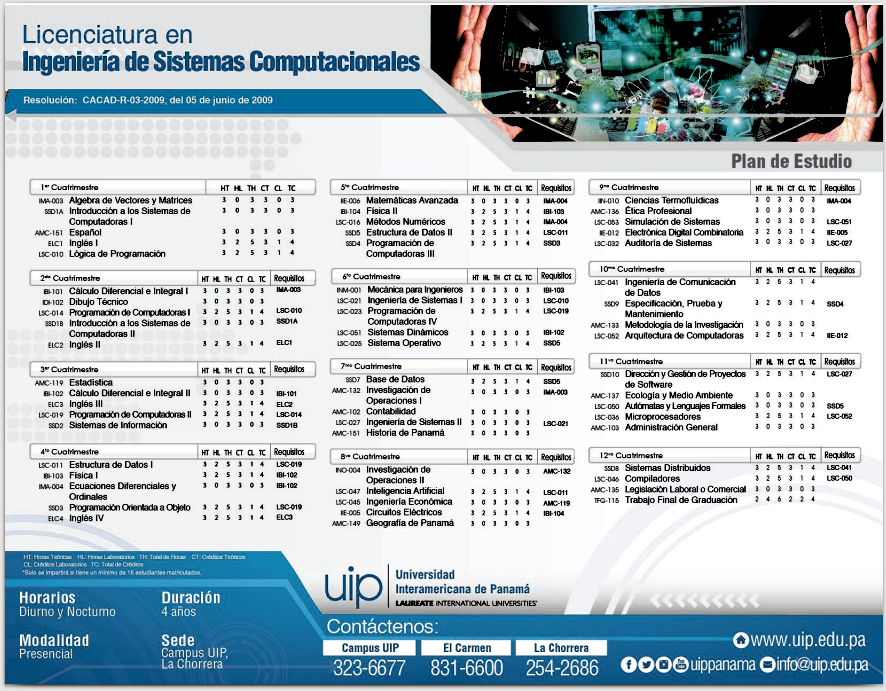 Licenciatura en
Ingeniería de Sistemas Computacionales
Resolución: CACAD-R-03-2009, del 05 de junio de 2009
Plan de Estudio
1er Cuatrimestre HT HL TH CT CL TC
IMA-003 Algebra de Vectores y Matrices 3 0 3 3 0 3
SSD1A Introducción a los Sistemas de 3 0 3 3 0 3
Computadoras I
AMC-151 Español 3 0 3 3 0 3
ELC1 Inglés I 3 2 5 3 1 4
LSC-010 Lógica de Programación 3 2 5 3 1 4
2do Cuatrimestre HT HL TH CT CL TC Requisitos
IBI-101 Cálculo Diferencial e Integral I 3 0 3 3 0 3 IMA-003
IDI-102 Dibujo Técnico 3 0 3 3 0 3
LSC-014 Programación de Computadoras I 3 2 5 3 1 4 LSC-010
SSD1B Introducción a los Sistemas de 3 0 3 3 0 3 SSD1A
Computadoras II
ELC2 Inglés II 3 2 5 3 1 4 ELC1
3er Cuatrimestre HT HL TH CT CL TC Requisitos
AMC-119 Estadística 3 0 3 3 0 3
IBI-102 Cálculo Diferencial e Integral II 3 0 3 3 0 3 IBI-101
ELC3 Inglés III 3 2 5 3 1 4 ELC2
LSC-019 Programación de Computadoras II 3 2 5 3 1 4 LSC-014
SSD2 Sistemas de Información 3 0 3 3 0 3 SSD1B
4to Cuatrimestre HT HL TH CT CL TC Requisitos
LSC-011 Estructura de Datos I 3 2 5 3 1 4 LSC-019
IBI-103 Física I 3 2 5 3 1 4 IBI-102
IMA-004 Ecuaciones Diferenciales y 3 0 3 3 0 3 IBI-102
Ordinales
SSD3 Programación Orientada a Objeto 3 2 5 3 1 4 LSC-019
ELC4 Inglés IV 3 2 5 3 1 4 ELC3
5to Cuatrimestre HT HL TH CT CL TC Requisitos
IIE-006 Matemáticas Avanzada 3 0 3 3 0 3 IMA-004
IBI-104 Física II 3 2 5 3 1 4 IBI-103
LSC-016 Métodos Numéricos 3 2 5 3 1 4 IMA-004
SSD5 Estructura de Datos II 3 2 5 3 1 4 LSC-011
SSD4 Programación de 3 2 5 3 1 4 SSD3
Computadoras III
6to Cuatrimestre HT HL TH CT CL TC Requisitos
INM-001 Mecánica para Ingenieros 3 0 3 3 0 3 IBI-103
LSC-021 Ingeniería de Sistemas I 3 0 3 3 0 3 LSC-010
LSC-023 Programación de 3 2 5 3 1 4 LSC-019
Computadoras IV
LSC-051 Sistemas Dinámicos 3 0 3 3 0 3 IBI-102
LSC-025 Sistema Operativo 3 2 5 3 1 4 SSD5
7mo Cuatrimestre HT HL TH CT CL TC Requisitos
SSD7 Base de Datos 3 2 5 3 1 4 SSD5
AMC-132 Investigación de 3 0 3 3 0 3 IMA-003
Operaciones I
AMC-102 Contabilidad 3 0 3 3 0 3
LSC-027 Ingeniería de Sistemas II 3 0 3 3 0 3 LSC-021
AMC-151 Historia de Panamá 3 0 3 3 0 3
8vo Cuatrimestre HT HL TH CT CL TC Requisitos
INO-004 Investigación de 3 0 3 3 0 3 AMC-132
Operaciones II
LSC-047 Inteligencia Artificial 3 2 5 3 1 4 LSC-011
LSC-045 Ingeniería Económica 3 0 3 3 0 3 AMC-119
IIE-005 Circuitos Eléctricos 3 2 5 3 1 4 IBI-104
AMC-149 Geografía de Panamá 3 0 3 3 0 3
9no Cuatrimestre HT HL TH CT CL TC Requisitos
IIN-010 Ciencias Termofluídicas 3 0 3 3 0 3 IMA-004
AMC-136 Ética Profesional 3 0 3 3 0 3
LSC-053 Simulación de Sistemas 3 0 3 3 0 3 LSC-051
IIE-012 Electrónica Digital Combinatoria 3 2 5 3 1 4 IIE-005
LSC-032 Auditoría de Sistemas 3 0 3 3 0 3 LSC-027
10mo Cuatrimestre HT HL TH CT CL TC Requisitos
LSC-041 Ingeniería de Comunicación 3 2 5 3 1 4
de Datos
SSD9 Especificación, Prueba y 3 2 5 3 1 4 SSD4
Mantenimiento
AMC-133 Metodología de la Investigación 3 0 3 3 0 3
LSC-052 Arquitectura de Computadoras 3 2 5 3 1 4 IIE-012
11vo Cuatrimestre HT HL TH CT CL TC Requisitos
SSD10 Dirección y Gestión de Proyectos 3 2 5 3 1 4 LSC-027
de Software
AMC-137 Ecología y Medio Ambiente 3 0 3 3 0 3
LSC-050 Autómatas y Lenguajes Formales 3 0 3 3 0 3 SSD5
LSC-036 Microprocesadores 3 2 5 3 1 4 LSC-052
AMC-103 Administración General 3 0 3 3 0 3
12vo Cuatrimestre HT HL TH CT CL TC Requisitos
SSD8 Sistemas Distribuidos 3 2 5 3 1 4 LSC-041
LSC-046 Compiladores 3 2 5 3 1 4 LSC-050
AMC-135 Legislación Laboral o Comercial 3 0 3 3 0 3
TFG-115 Trabajo Final de Graduación 2 4 6 2 2 4
HT: Horas Teóricas HL: Horas Laboratorios TH: Total de Horas CT: Créditos Teóricos
CL: Créditos Laboratorios TC: Total de Créditos
*Solo se impartirá si tiene un mínimo de 15 estudiantes matriculados.
Horarios
Diurno y Nocturno
Duración
4 años
Modalidad
Presencial
Sede
Campus UIP,
La Chorrera
uip
Universidad
Interamericana de Panamá
LAUREATE INTERNATIONAL UNIVERSITIES
Contáctenos:
Campus UIP El Carmen La Chorrera
323-6677 831-6600 254-2686
www.uip.edu.pa
uippanama info@uip.edu.pa